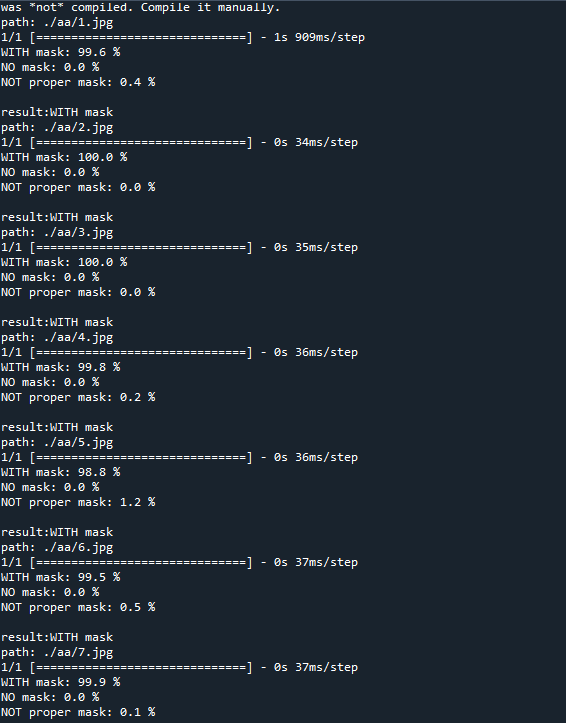 was *not* compiled. Compile it manually.
path: ./aa/1.jpg
1/1 [==============================] - 1s 909ms/step
WITH mask: 99.6 %
NO mask: 0.0 %
NOT proper mask: 0.4 %
result:WITH mask
path: ./aa/2.jpg
1/1 [==============================] - 0s 34ms/step
WITH mask: 100.0 %
NO mask: 0.0 %
NOT proper mask: 0.0 %
result:WITH mask
path: ./aa/3.jpg
1/1 [==============================] - 0s 35ms/step
WITH mask: 100.0 %
NO mask: 0.0 %
NOT proper mask: 0.0 %
result:WITH mask
path: ./aa/4.jpg
1/1 [==============================] - 0s 36ms/step
WITH mask: 99.8 %
NO mask: 0.0 %
NOT proper mask: 0.2 %
result:WITH mask
path: ./aa/5.jpg
1/1 [==============================] - 0s 36ms/step
WITH mask: 98.8 %
NO mask: 0.0 %
NOT proper mask: 1.2 %
result:WITH mask
path: ./aa/6.jpg
1/1 [==============================] - 0s 37ms/step
WITH mask: 99.5 %
NO mask: 0.0 %
NOT proper mask: 0.5 %
result:WITH mask
path: ./aa/7.jpg
1/1 [==============================] - 0s 37ms/step
WITH mask: 99.9 %
NO mask: 0.0 %
NOT proper mask: 0.1 %